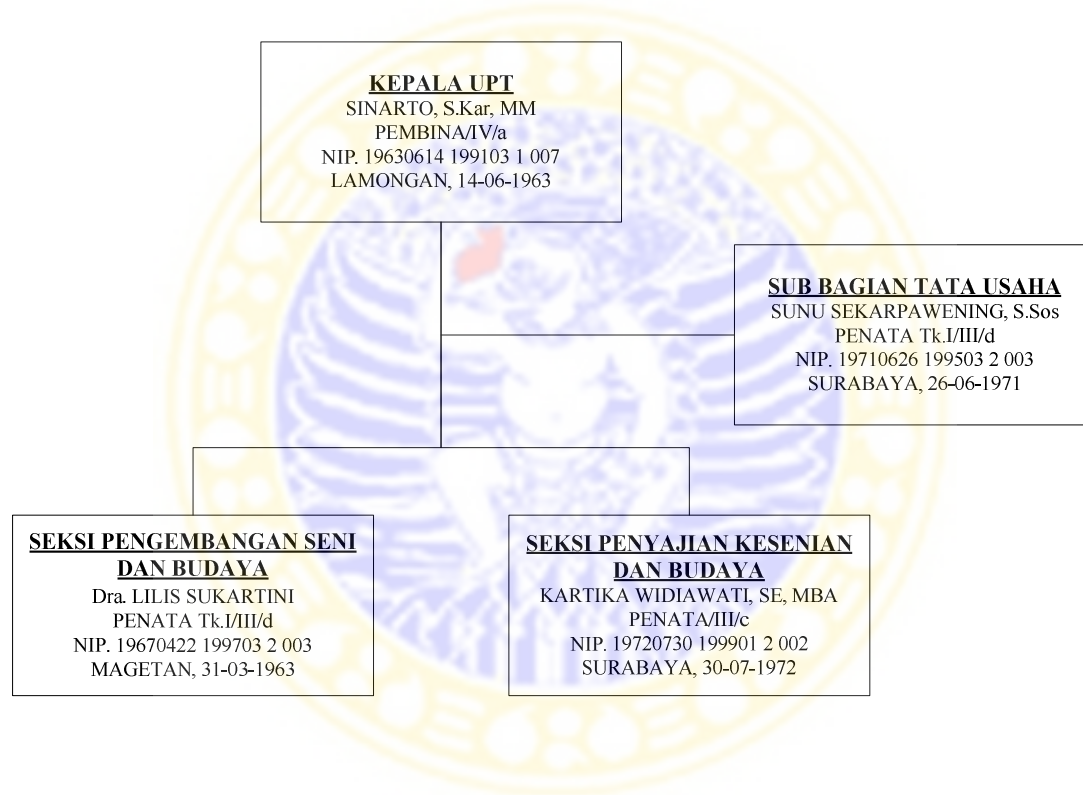 KEPALA UPT
SINARTO, S.Kar, MM
PEMBINA/IV/a
NIP. 19630614 199103 1 007
LAMONGAN, 14-06-1963
SUB BAGIAN TATA USAHA
SUNU SEKARPAWENING, S.Sos
PENATA Tk.I/III/d
NIP. 19710626 199503 2 003
SURABAYA, 26-06-1971
SEKSI PENGEMBANGAN SENI
DAN BUDAYA
Dra. LILIS SUKARTINI
PENATA Tk.I/III/d
NIP. 19670422 199703 2 003
MAGETAN, 31-03-1963
SEKSI PENYAJIAN KESENIAN
DAN BUDAYA
KARTIKA WIDIAWATI, SE, MBA
PENATA/III/c
NIP. 19720730 199901 2 002
SURABAYA, 30-07-1972